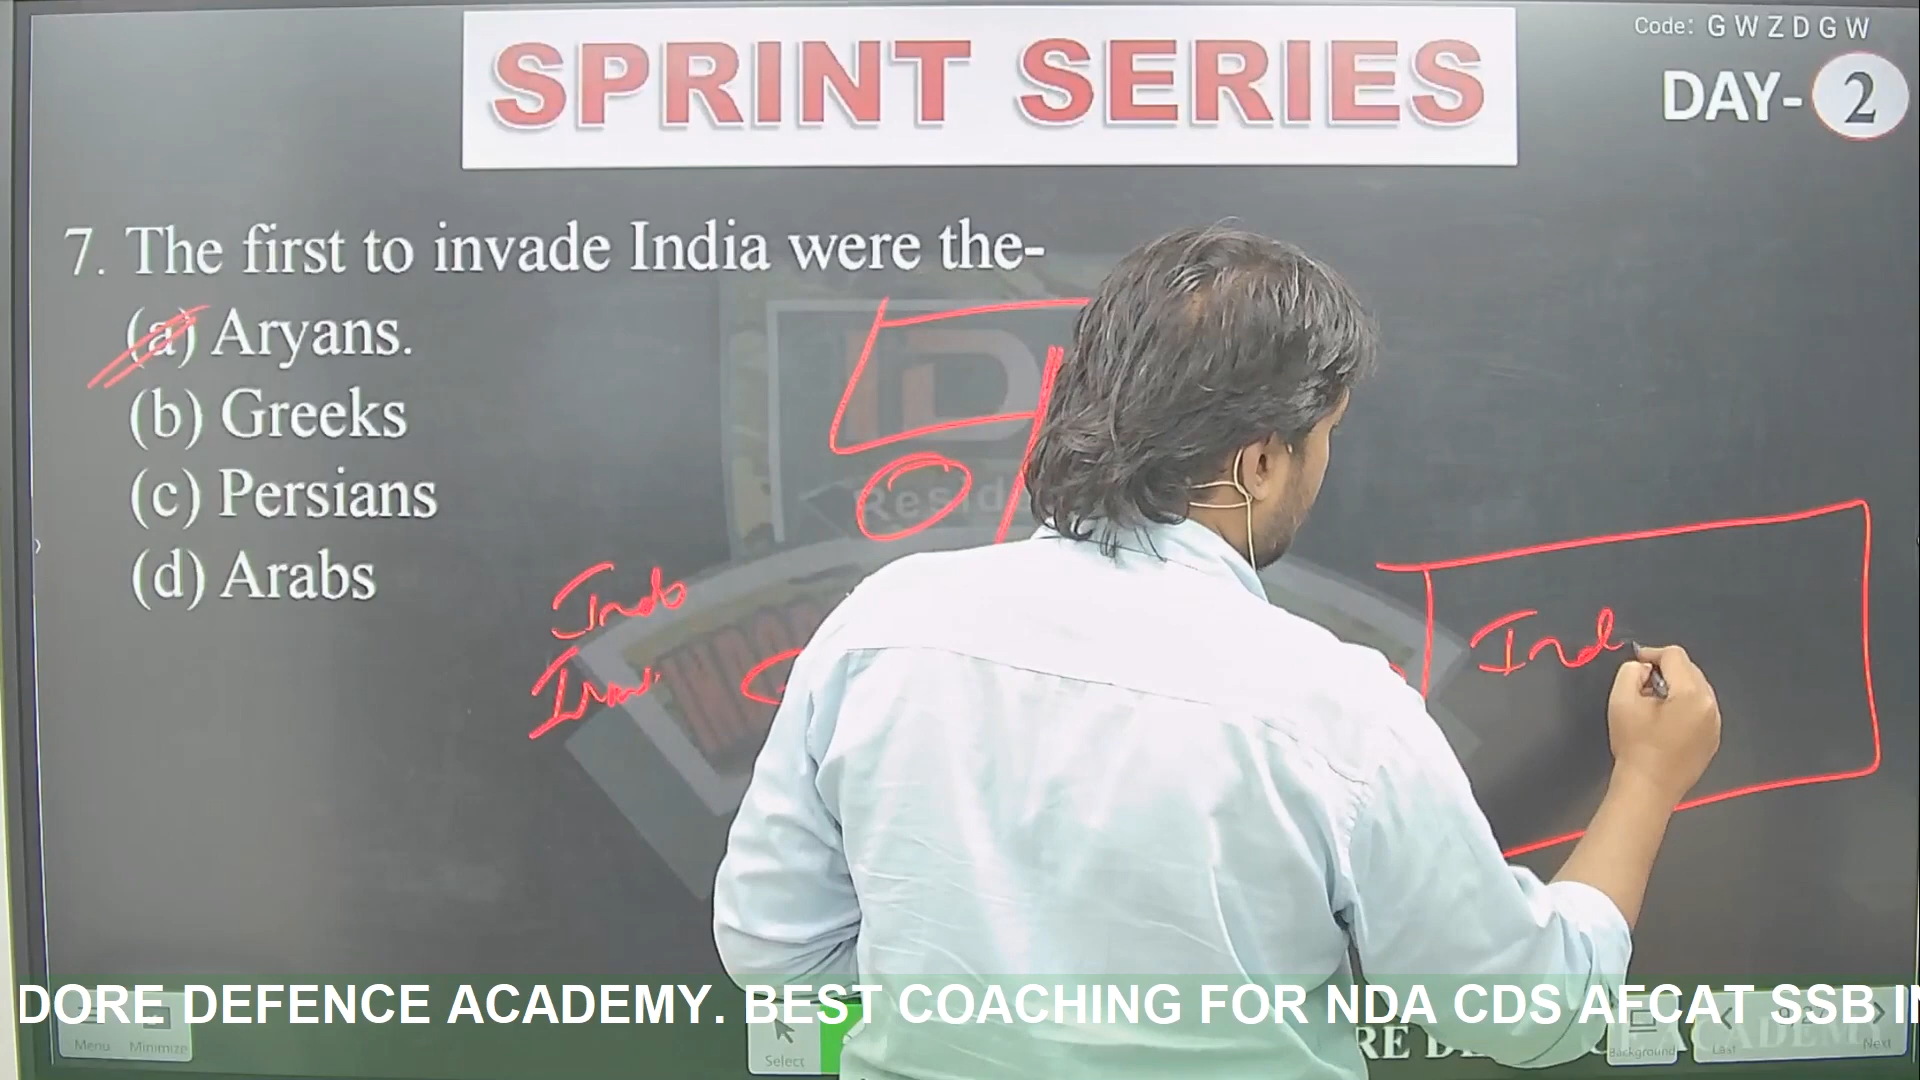 Code: GWZDGW
SPRINT SERIES
DAY- 2
7. The first to invade India were the-
(a) Aryans.
(b) Greeks
(c) Persians
(d) Arabs
Indo
Ind
DORE DEFENCE ACADEMY. BEST COACHING FOR NDA CDS AFCAT SSB IN
Menu Minimize
Select
Background
Last
Next